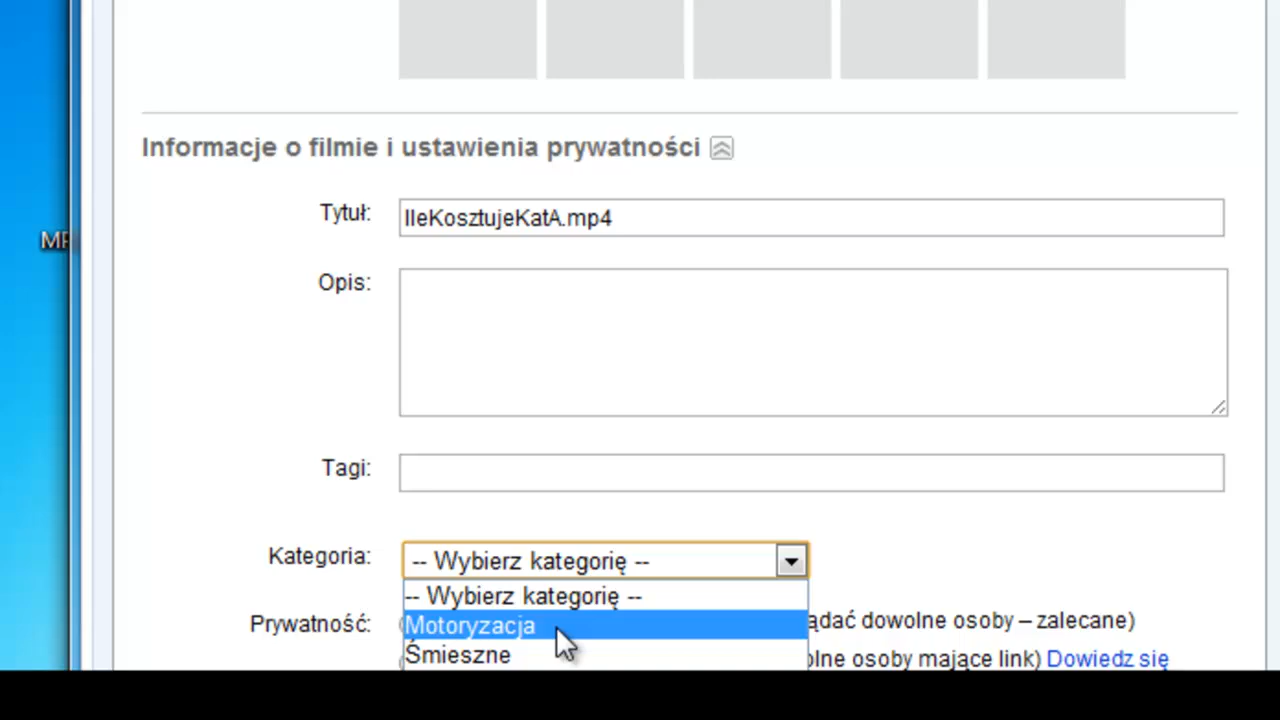 Informacje o filmie i ustawienia prywatności
Tytuł:
IleKosztujeKatA.mp4
MP
Opis:
Tagi:
Kategoria:
-- Wybierz kategorię --
-- Wybierz kategorię --
Motoryzacja
Śmieszne
Prywatność:
ądać dowolne osoby – zalecane)
olne osoby mające link) Dowiedz się